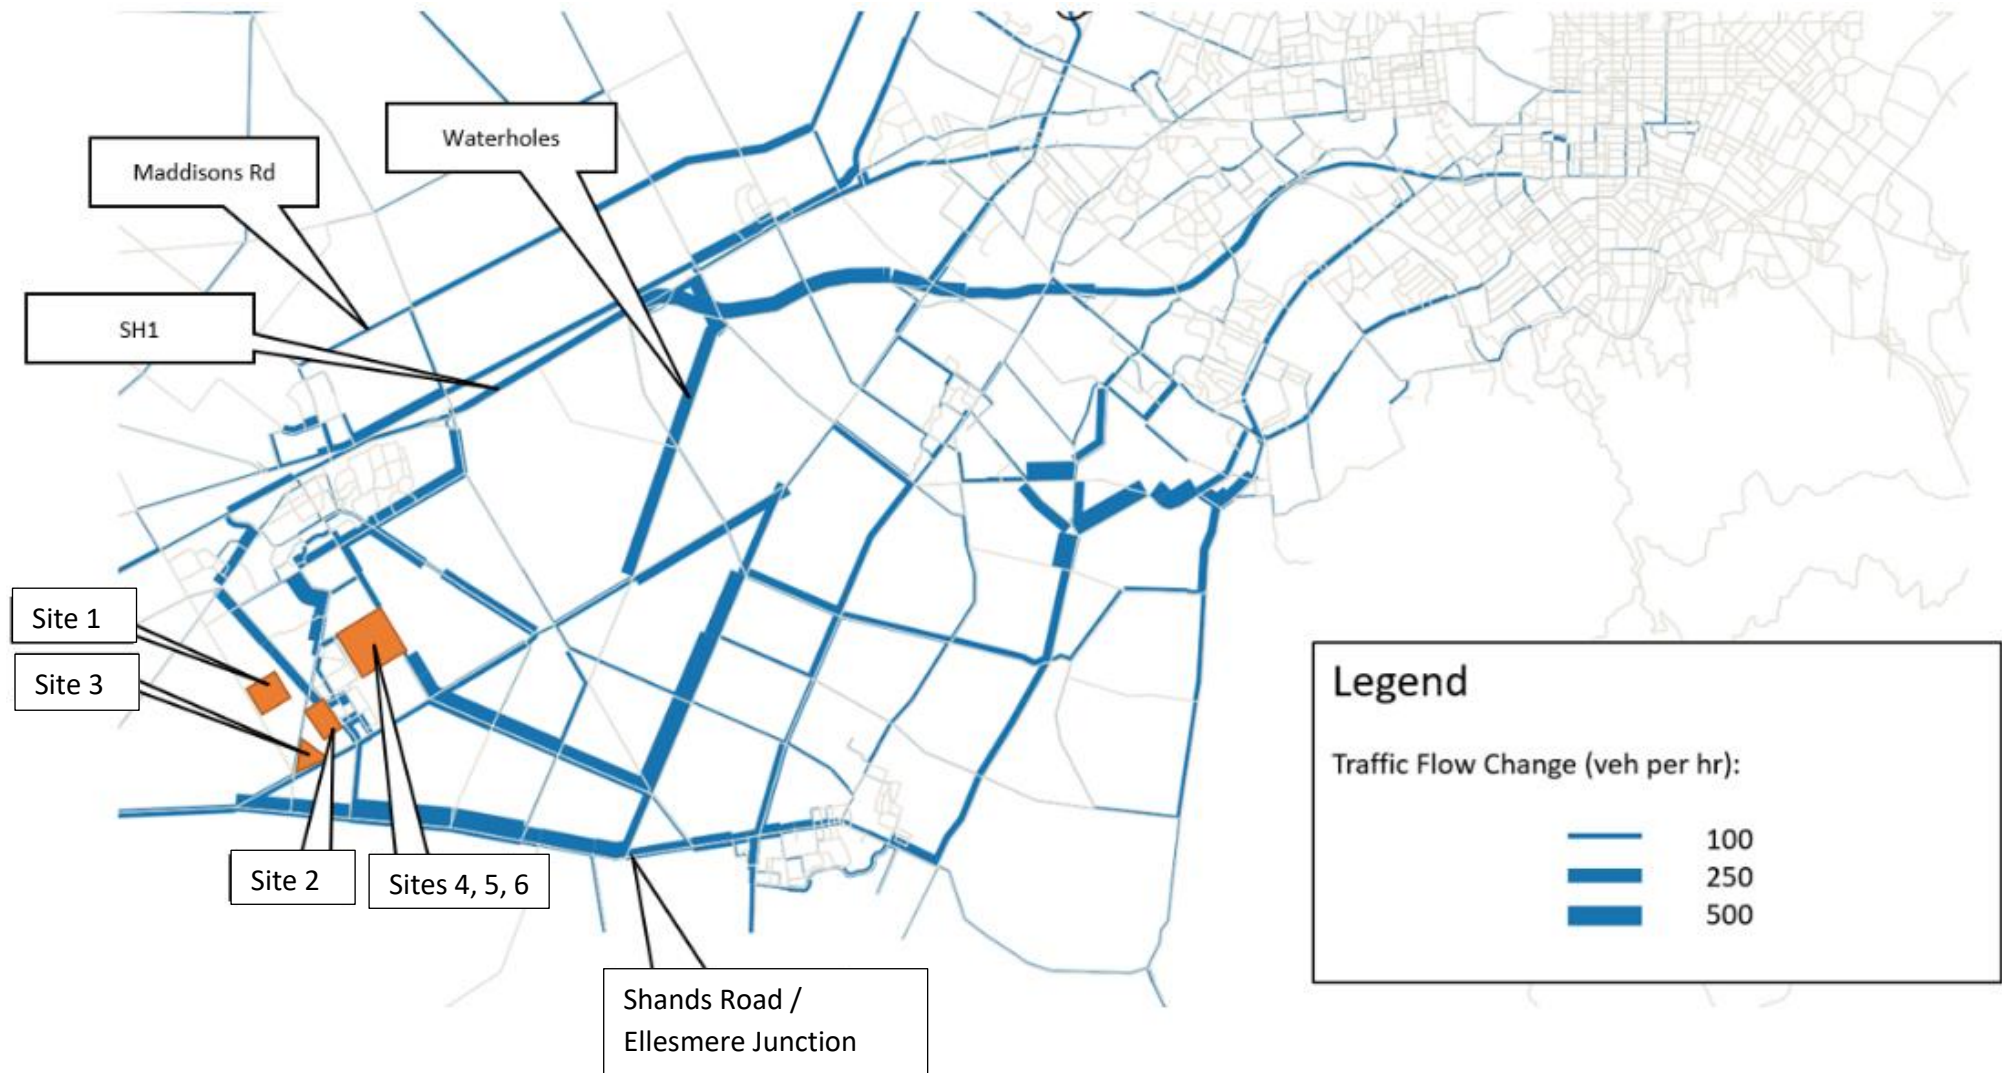 Waterholes
Maddisons Rd
SH1
Site 1
Site 3
Site 2
Sites 4, 5, 6
Shands Road /
Ellesmere Junction
Legend
Traffic Flow Change (veh per hr):
100
250
500